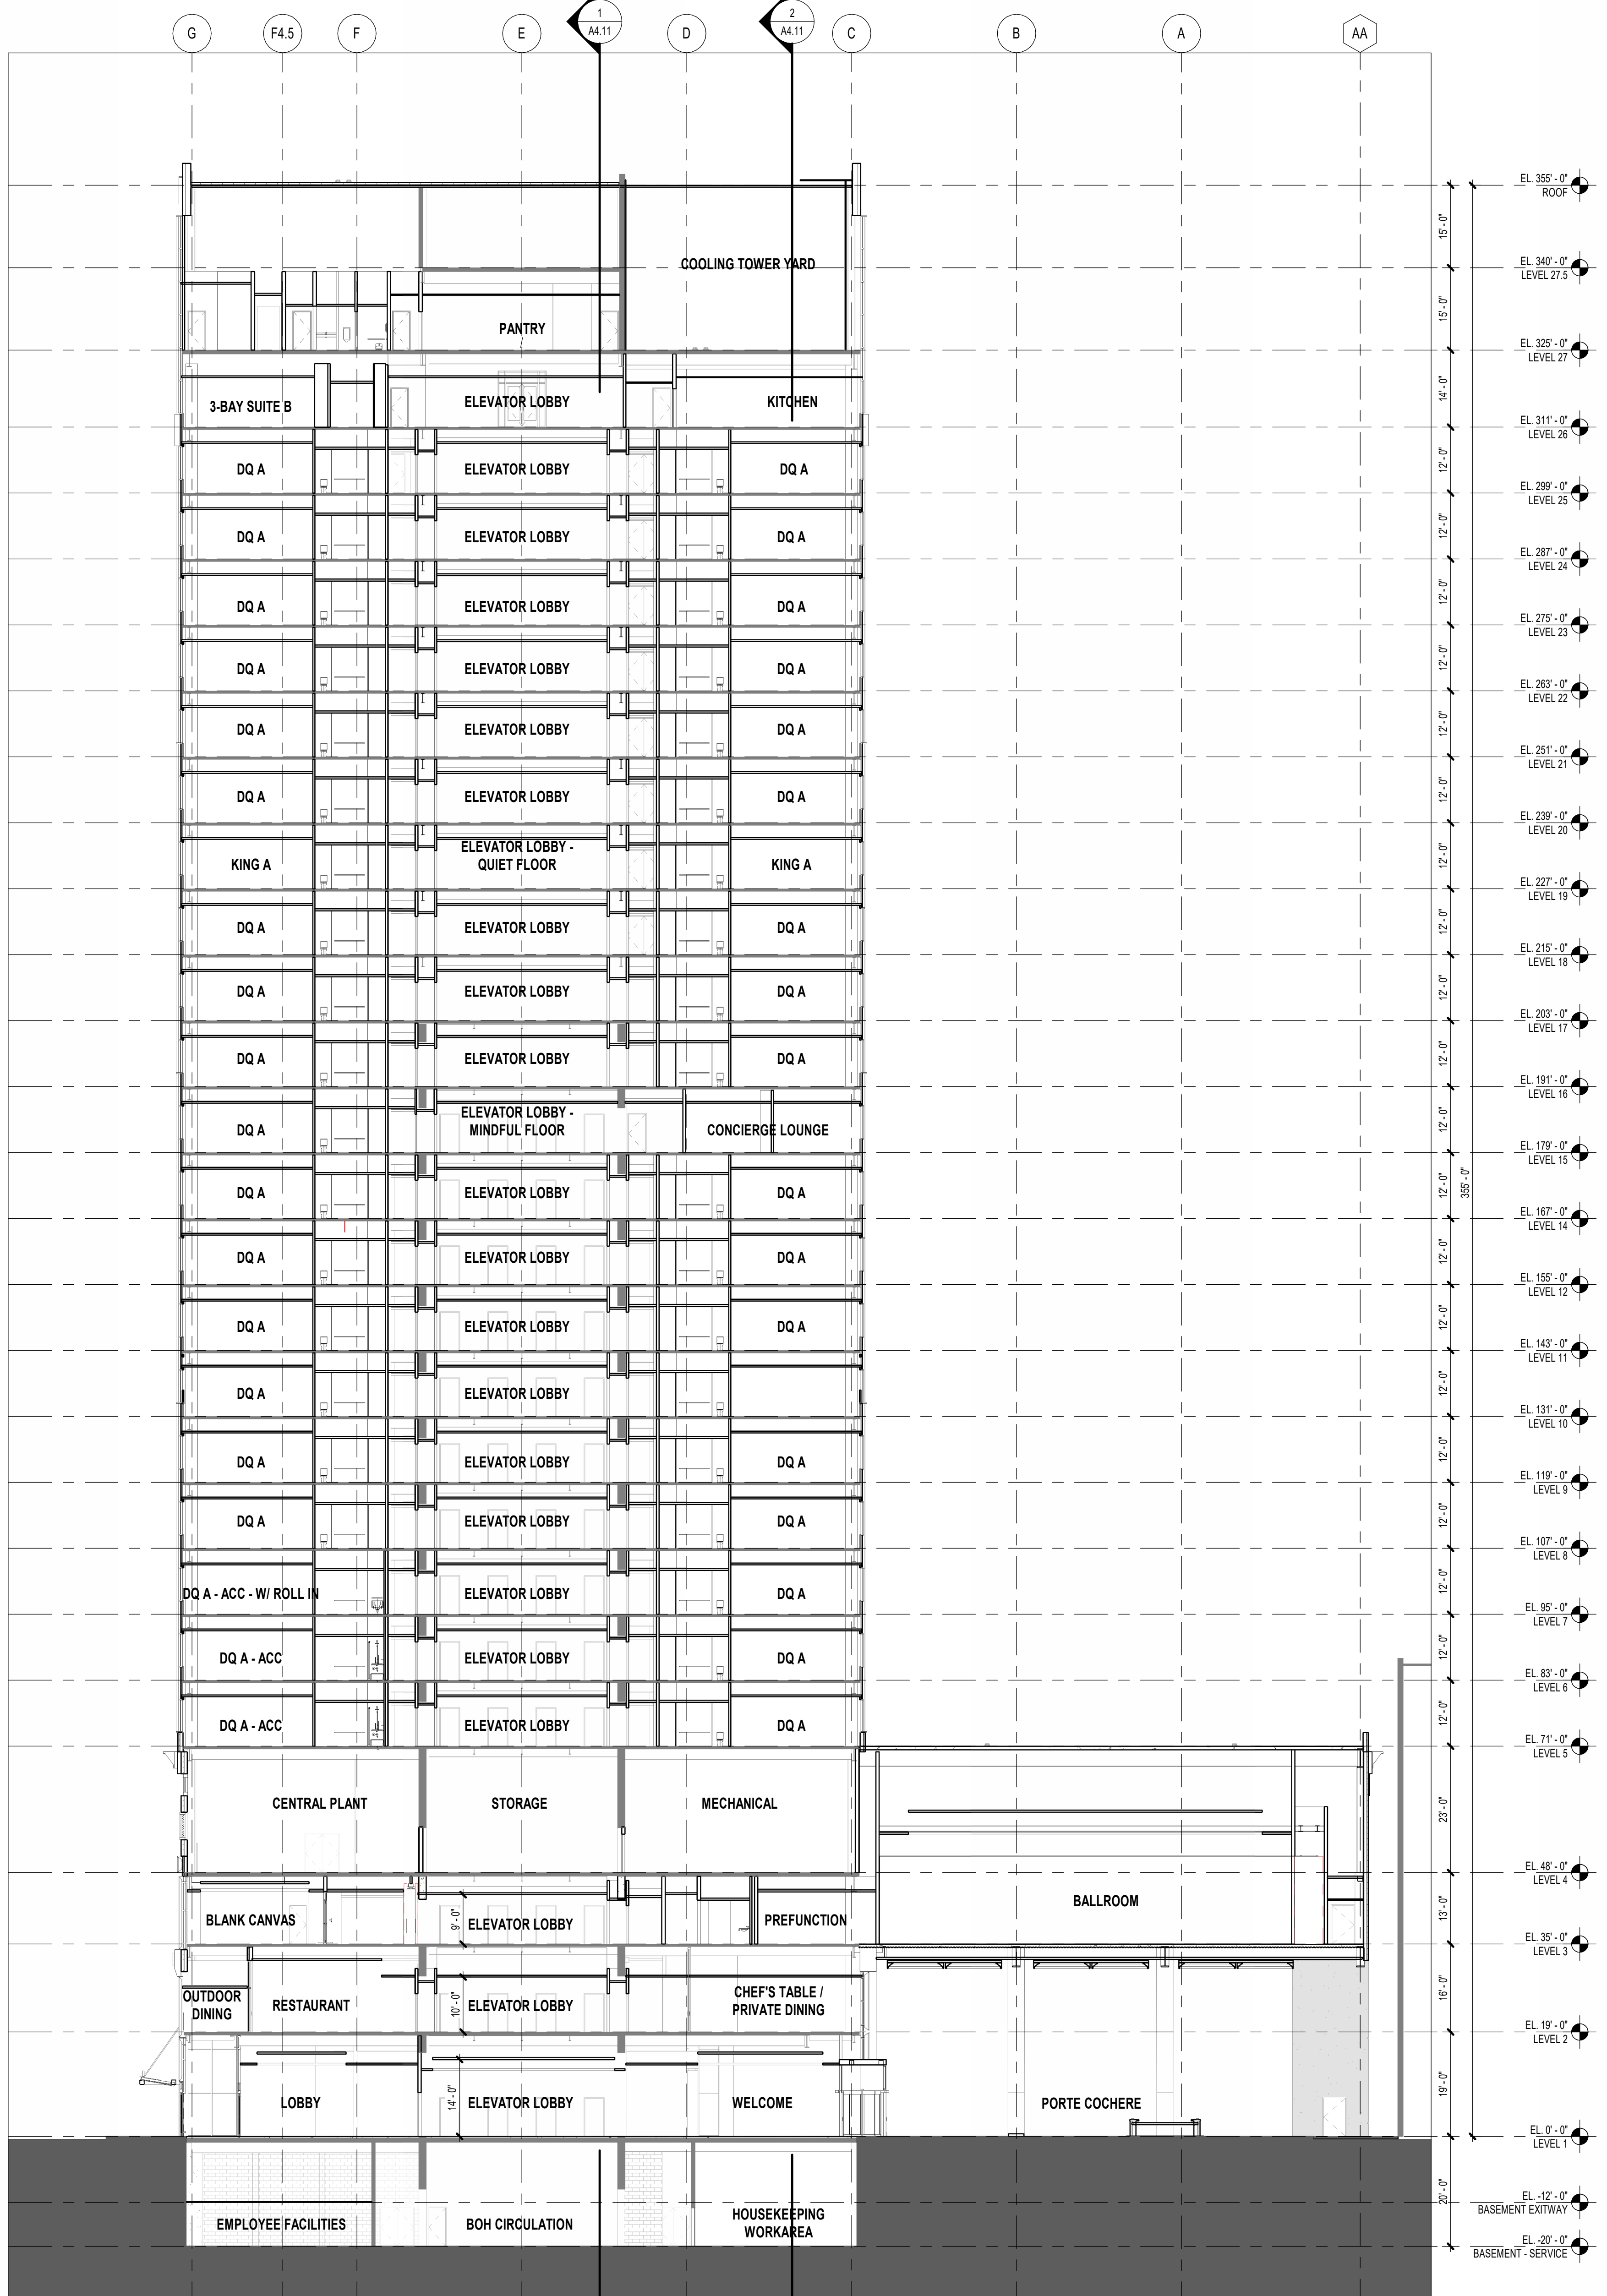 1
A4.11
2
A4.11
G
F4.5
F
E
D
C
B
A
AA
EL. 355' - 0"
ROOF
15' - 0"
COOLING TOWER YARD
EL. 340' - 0"
LEVEL 27.5
15' - 0"
PANTRY
EL. 325' - 0"
LEVEL 27
14' - 0"
3-BAY SUITE B
ELEVATOR LOBBY
KITCHEN
EL. 311' - 0"
LEVEL 26
12' - 0"
DQ A
ELEVATOR LOBBY
DQ A
EL. 299' - 0"
LEVEL 25
12' - 0"
DQ A
ELEVATOR LOBBY
DQ A
EL. 287' - 0"
LEVEL 24
12' - 0"
DQ A
ELEVATOR LOBBY
DQ A
EL. 275' - 0"
LEVEL 23
12' - 0"
DQ A
ELEVATOR LOBBY
DQ A
EL. 263' - 0"
LEVEL 22
12' - 0"
DQ A
ELEVATOR LOBBY
DQ A
EL. 251' - 0"
LEVEL 21
12' - 0"
DQ A
ELEVATOR LOBBY
DQ A
EL. 239' - 0"
LEVEL 20
12' - 0"
KING A
ELEVATOR LOBBY -
QUIET FLOOR
KING A
EL. 227' - 0"
LEVEL 19
12' - 0"
DQ A
ELEVATOR LOBBY
DQ A
EL. 215' - 0"
LEVEL 18
12' - 0"
DQ A
ELEVATOR LOBBY
DQ A
EL. 203' - 0"
LEVEL 17
12' - 0"
DQ A
ELEVATOR LOBBY
DQ A
EL. 191' - 0"
LEVEL 16
12' - 0"
DQ A
ELEVATOR LOBBY -
MINDFUL FLOOR
CONCIERGE LOUNGE
EL. 179' - 0"
LEVEL 15
12' - 0"
355' - 0"
DQ A
ELEVATOR LOBBY
DQ A
EL. 167' - 0"
LEVEL 14
12' - 0"
DQ A
ELEVATOR LOBBY
DQ A
EL. 155' - 0"
LEVEL 12
12' - 0"
DQ A
ELEVATOR LOBBY
DQ A
EL. 143' - 0"
LEVEL 11
12' - 0"
DQ A
ELEVATOR LOBBY
EL. 131' - 0"
LEVEL 10
12' - 0"
DQ A
ELEVATOR LOBBY
DQ A
EL. 119' - 0"
LEVEL 9
12' - 0"
DQ A
ELEVATOR LOBBY
DQ A
EL. 107' - 0"
LEVEL 8
12' - 0"
DQ A - ACC - W/ ROLL IN
ELEVATOR LOBBY
DQ A
EL. 95' - 0"
LEVEL 7
12' - 0"
DQ A - ACC
ELEVATOR LOBBY
DQ A
EL. 83' - 0"
LEVEL 6
12' - 0"
DQ A - ACC
ELEVATOR LOBBY
DQ A
EL. 71' - 0"
LEVEL 5
23' - 0"
CENTRAL PLANT
STORAGE
MECHANICAL
EL. 48' - 0"
LEVEL 4
13' - 0"
BLANK CANVAS
9' - 0"
ELEVATOR LOBBY
PREFUNCTION
BALLROOM
EL. 35' - 0"
LEVEL 3
16' - 0"
OUTDOOR
DINING
RESTAURANT
10' - 0"
ELEVATOR LOBBY
CHEF'S TABLE /
PRIVATE DINING
EL. 19' - 0"
LEVEL 2
19' - 0"
LOBBY
14' - 0"
ELEVATOR LOBBY
WELCOME
PORTE COCHERE
EL. 0' - 0"
LEVEL 1
20' - 0"
EL. -12' - 0"
BASEMENT EXITWAY
EMPLOYEE FACILITIES
BOH CIRCULATION
HOUSEKEEPING
WORKAREA
EL. -20' - 0"
BASEMENT - SERVICE